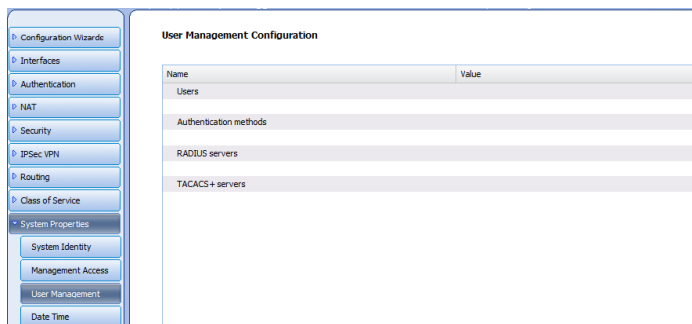 Configuration Wizards
Interfaces
Authentication
NAT
Security
IPSec VPN
Routing
Class of Service
System Properties
System Identity
Management Access
User Management
Date Time
User Management Configuration
Name Value
Users
Authentication methods
RADIUS servers
TACACS+ servers